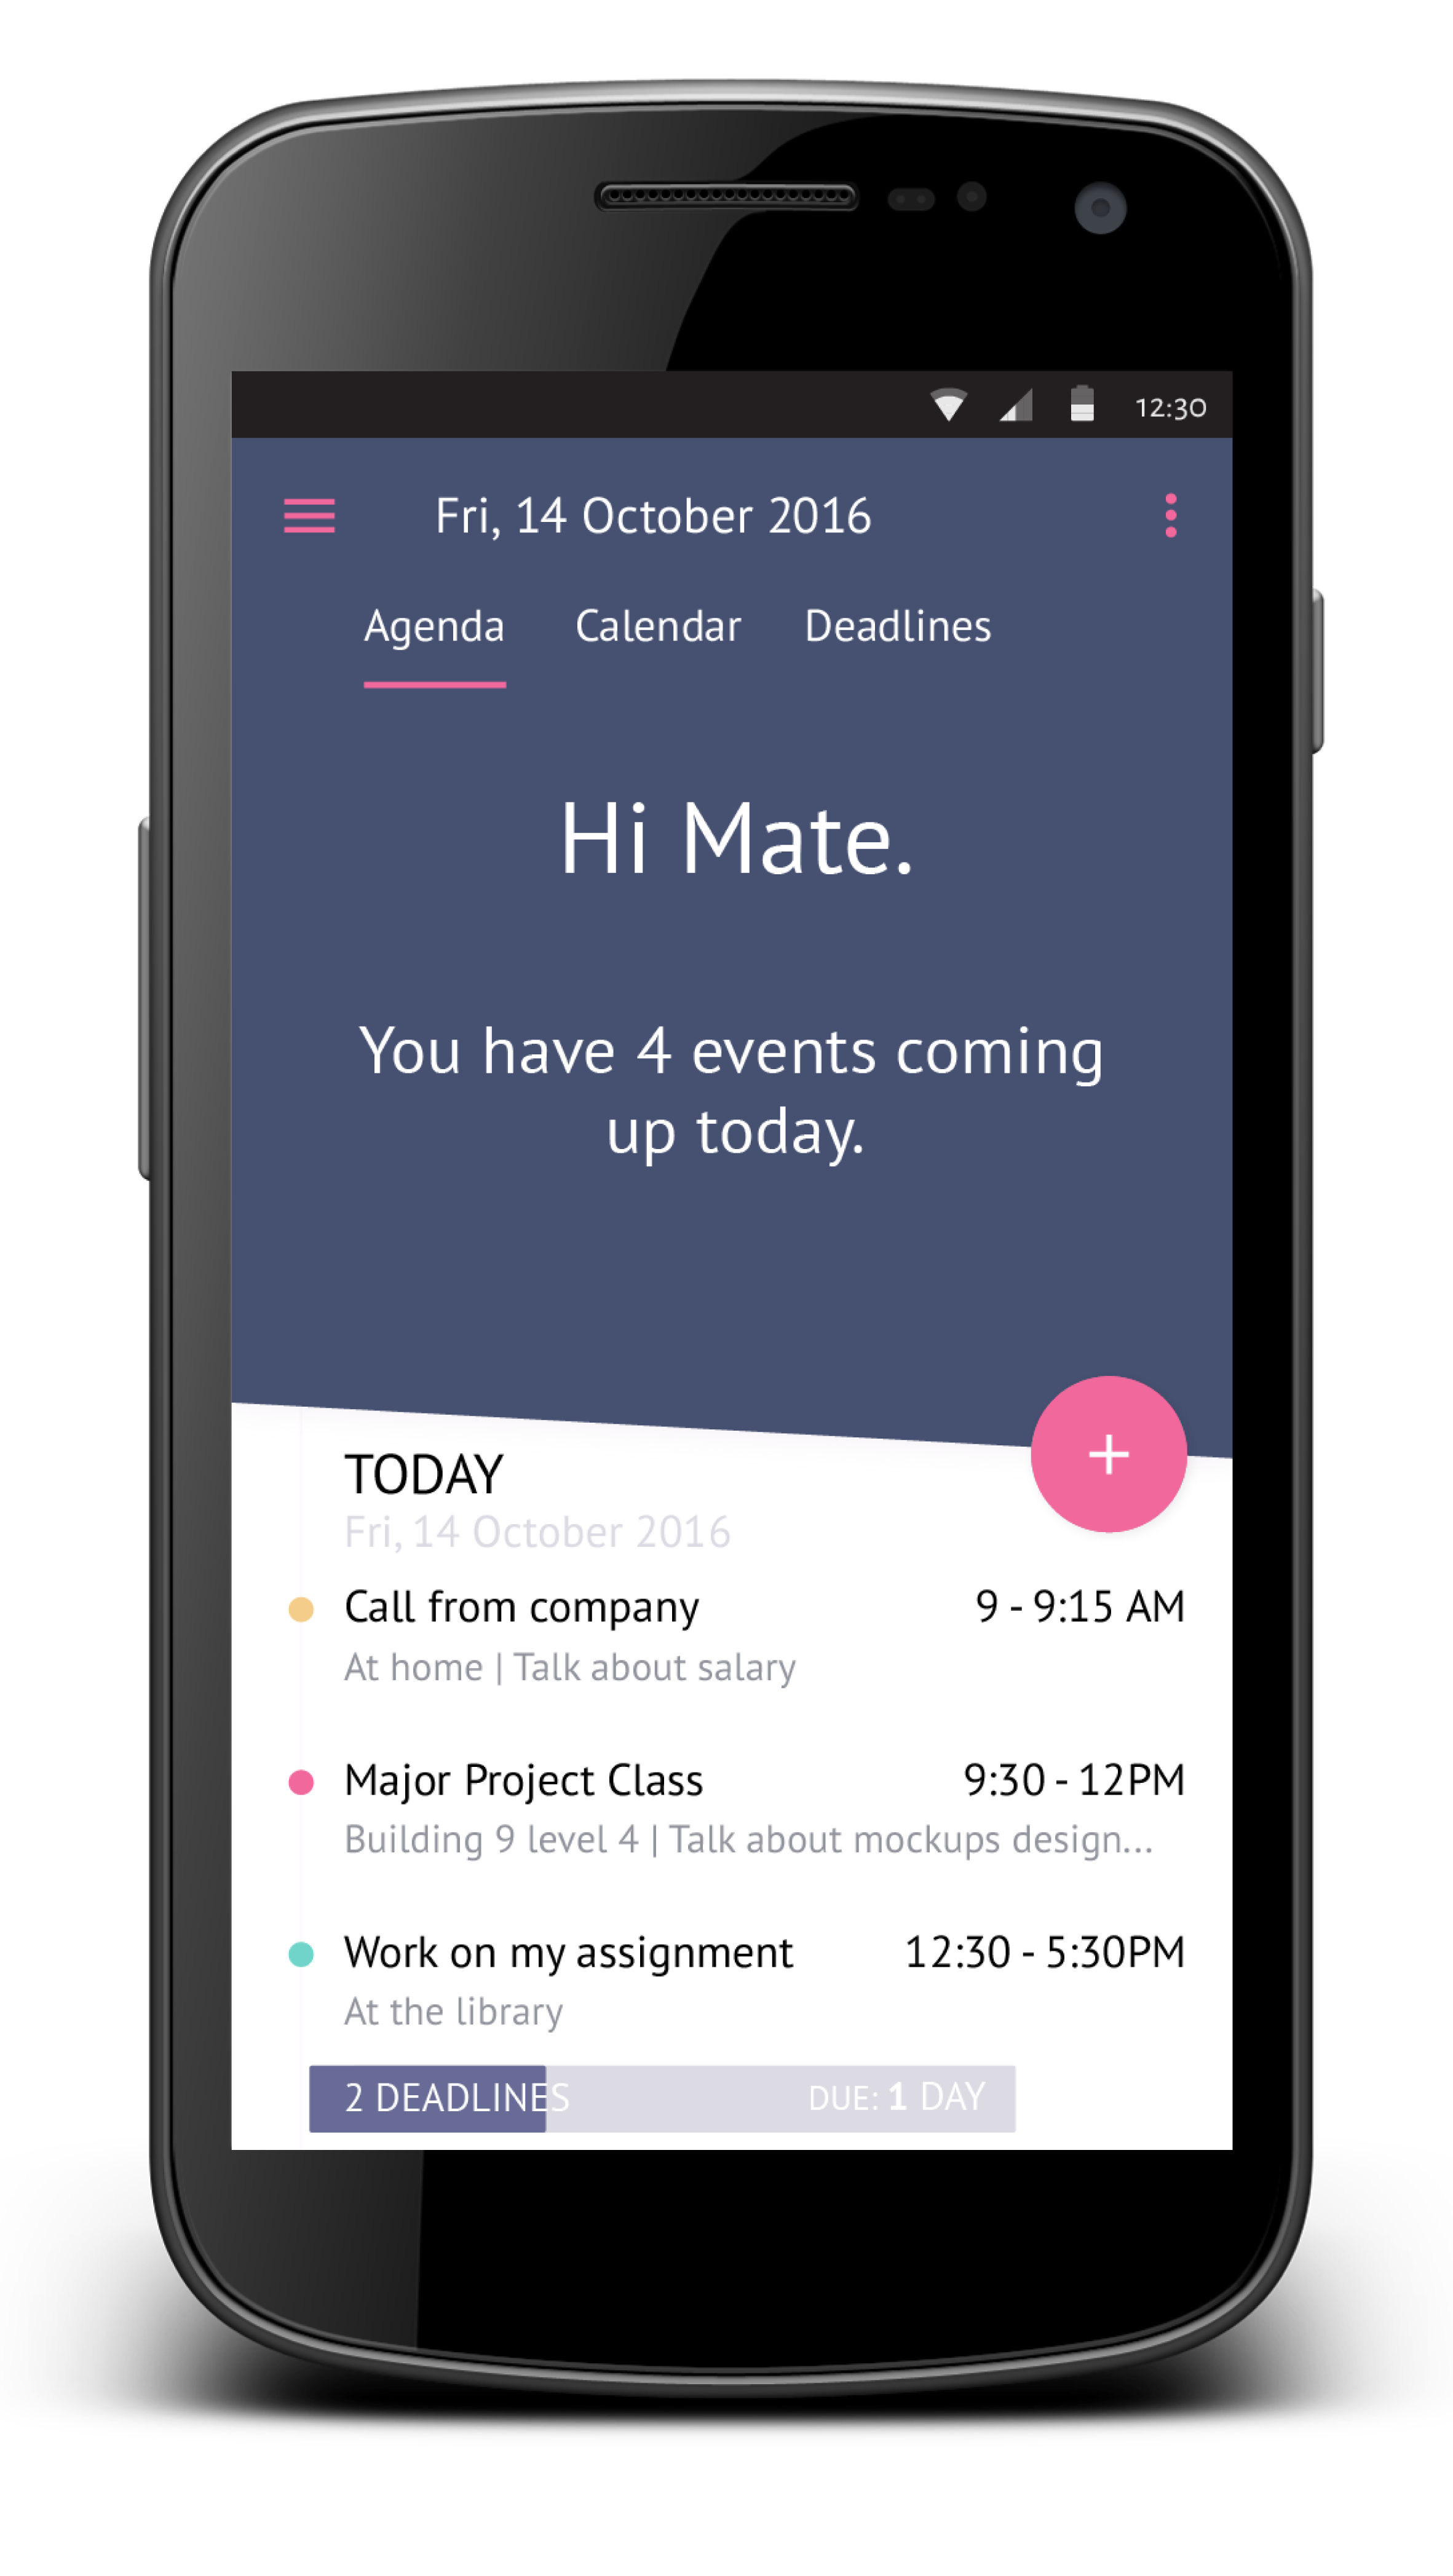 12:30
Fri, 14 October 2016
Agenda Calendar Deadlines
Hi Mate.
You have 4 events coming
up today.
+
TODAY
Fri, 14 October 2016
Call from company 9 - 9:15 AM
At home | Talk about salary
Major Project Class 9:30 - 12PM
Building 9 level 4 | Talk about mockups design...
Work on my assignment 12:30 - 5:30PM
At the library
2 DEADLINES DUE: 1 DAY